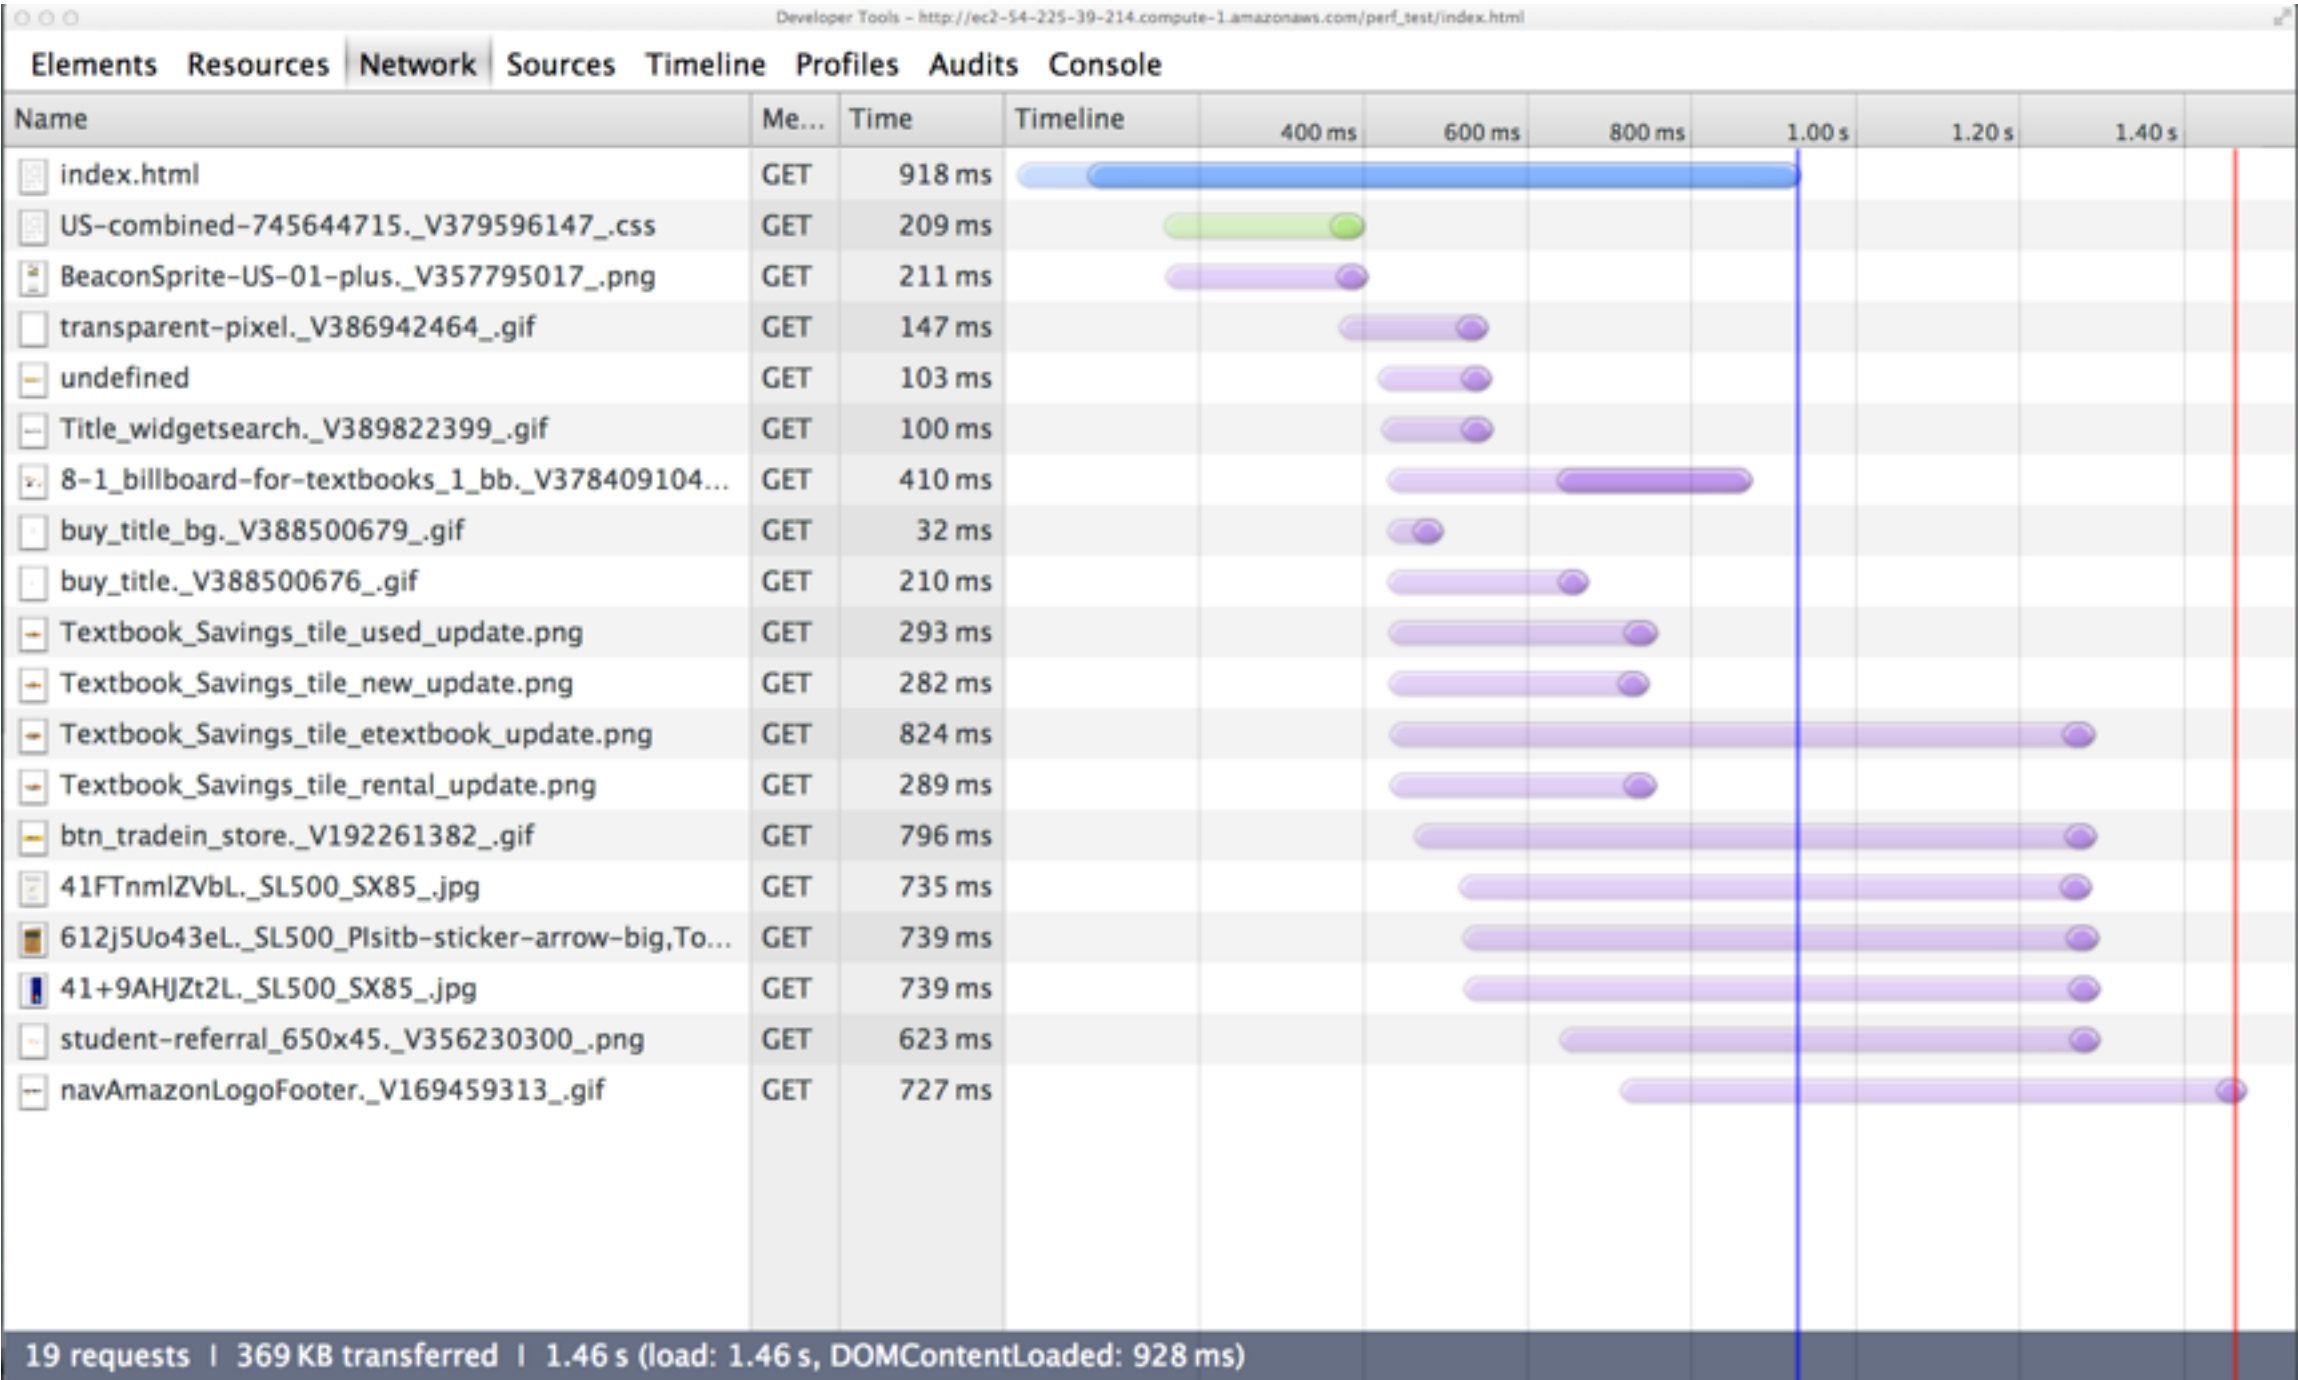 Developer Tools - http://ec2-54-225-39-214.compute-1.amazonaws.com/perf_test/index.html
Elements Resources Network Sources Timeline Profiles Audits Console
Name Me... Time Timeline 400 ms 600 ms 800 ms 1.00 s 1.20 s 1.40 s
index.html GET 918 ms
US-combined-745644715._V379596147_.css GET 209 ms
BeaconSprite-US-01-plus._V357795017_.png GET 211 ms
transparent-pixel._V386942464_.gif GET 147 ms
undefined GET 103 ms
Title_widgetsearch._V389822399_.gif GET 100 ms
8-1_billboard-for-textbooks_1_bb._V378409104... GET 410 ms
buy_title_bg._V388500679_.gif GET 32 ms
buy_title._V388500676_.gif GET 210 ms
Textbook_Savings_tile_used_update.png GET 293 ms
Textbook_Savings_tile_new_update.png GET 282 ms
Textbook_Savings_tile_etextbook_update.png GET 824 ms
Textbook_Savings_tile_rental_update.png GET 289 ms
btn_tradein_store._V192261382_.gif GET 796 ms
41FTnmlZVbL._SL500_SX85_.jpg GET 735 ms
612j5Uo43eL._SL500_PIsitb-sticker-arrow-big,To... GET 739 ms
41+9AHJZt2L._SL500_SX85_.jpg GET 739 ms
student-referral_650x45._V356230300_.png GET 623 ms
navAmazonLogoFooter._V169459313_.gif GET 727 ms
19 requests | 369 KB transferred | 1.46 s (load: 1.46 s, DOMContentLoaded: 928 ms)